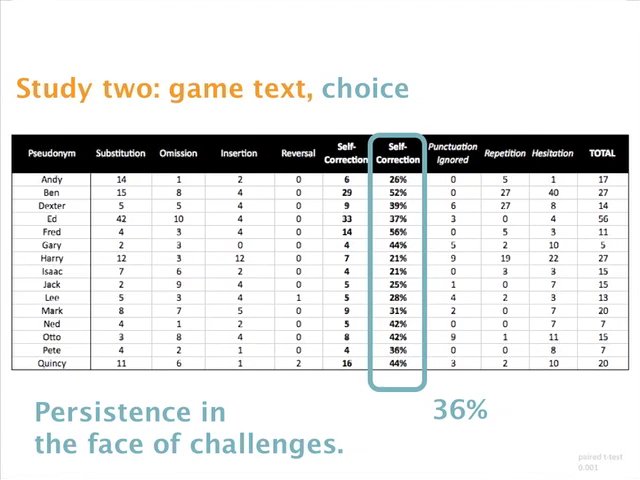 Study two: game text, choice
Pseudonym Substitution Omission Insertion Reversal Self-Correction Self-Correction Punctuation Ignored Repetition Hesitation TOTAL
Andy 14 1 2 0 6 26% 0 5 1 17
Ben 15 8 4 0 29 52% 0 27 40 27
Dexter 5 5 4 0 9 39% 6 27 8 14
Ed 42 10 4 0 33 37% 3 0 4 56
Fred 4 3 4 0 14 56% 0 5 3 11
Gary 2 3 0 0 4 44% 5 2 10 5
Harry 12 3 12 0 7 21% 9 19 22 27
Isaac 7 6 2 0 4 21% 0 3 3 15
Jack 2 9 4 0 5 25% 1 0 7 15
Lee 5 3 4 1 5 28% 4 2 3 13
Mark 8 7 5 0 9 31% 2 0 7 20
Ned 4 1 2 0 5 42% 0 0 7 7
Otto 3 8 4 0 8 42% 9 1 11 15
Pete 4 2 1 0 4 36% 0 0 8 7
Quincy 11 6 1 2 16 44% 3 2 10 20
Persistence in
the face of challenges.
36%
paired t-test
0.001